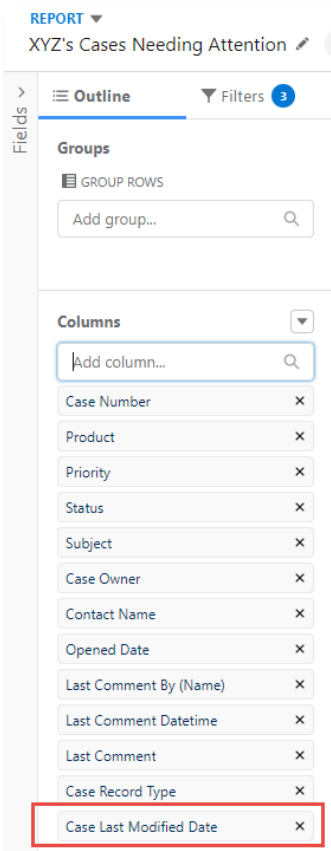 REPORT
XYZ's Cases Needing Attention
Fields
Outline
Filters 3
Groups
GROUP ROWS
Add group...
Columns
Add column...
Case Number
Product
Priority
Status
Subject
Case Owner
Contact Name
Opened Date
Last Comment By (Name)
Last Comment Datetime
Last Comment
Case Record Type
Case Last Modified Date